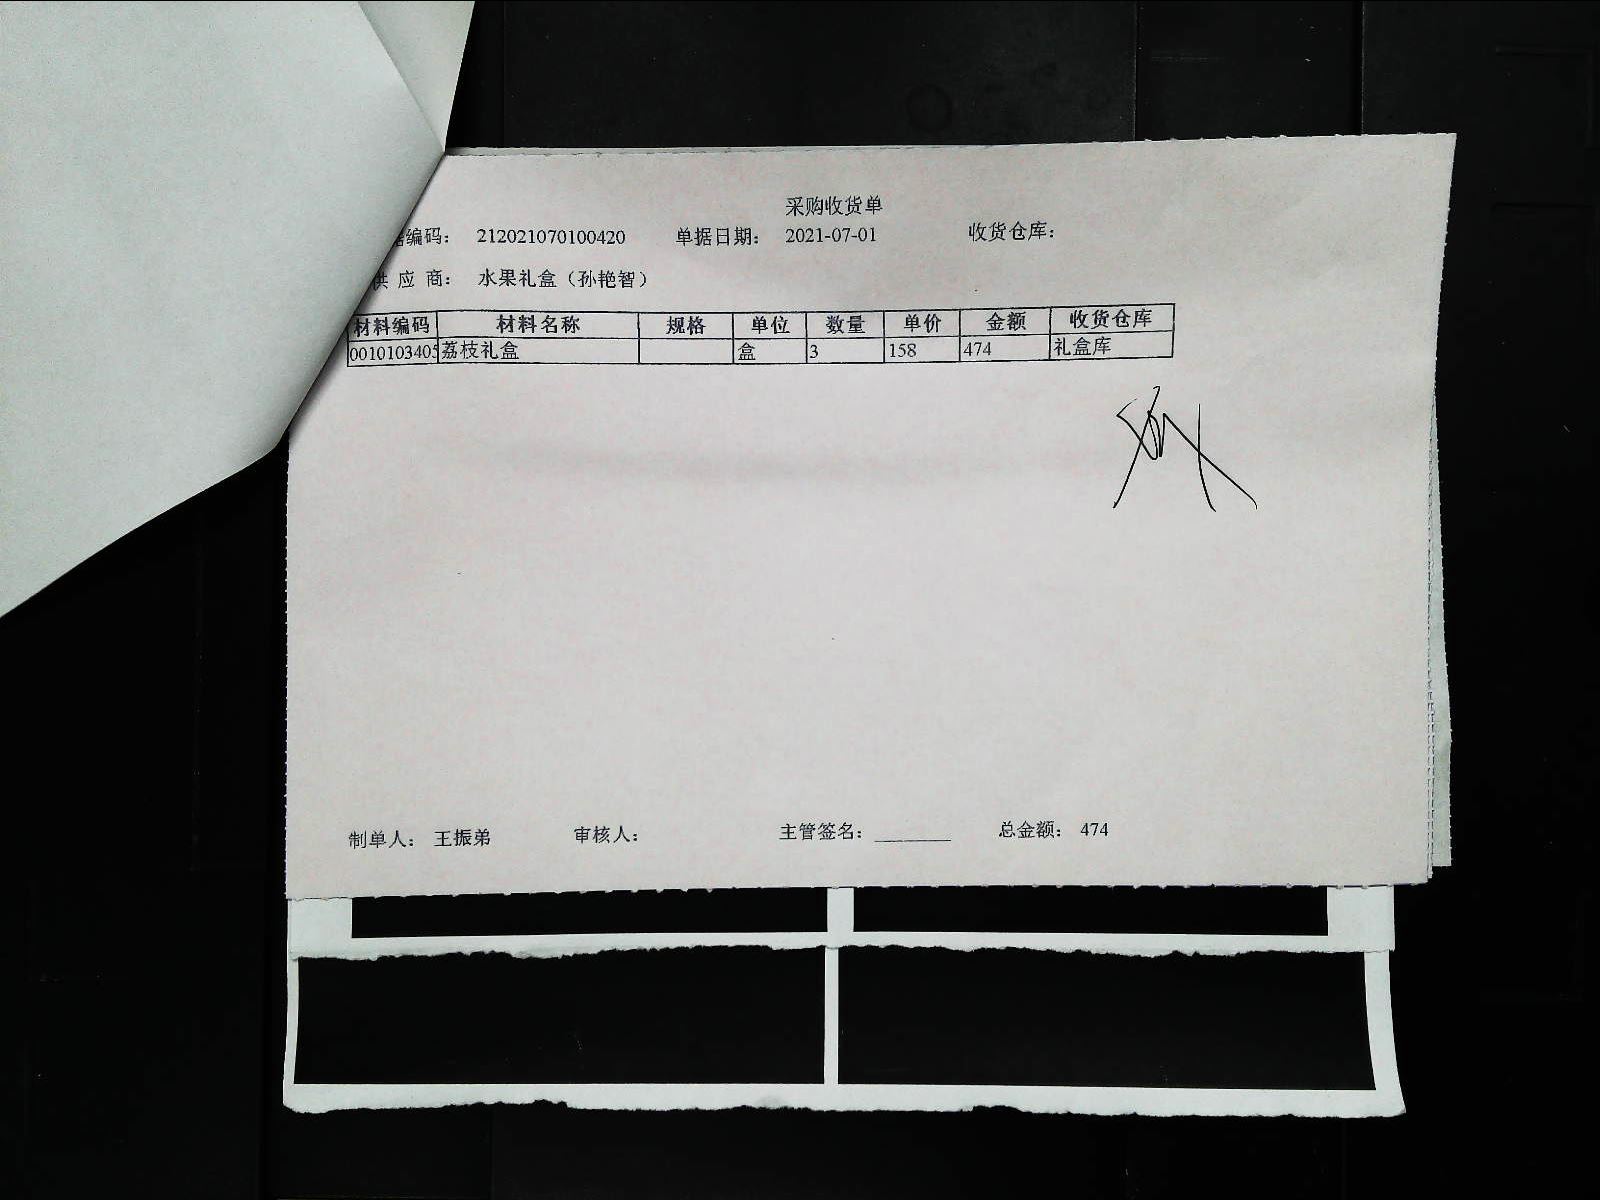 采购收货单
据编码： 212021070100420 单据日期： 2021-07-01 收货仓库：
供 应 商： 水果礼盒（孙艳智）
材料编码 材料名称 规格 单位 数量 单价 金额 收货仓库
0010103405 荔枝礼盒 盒 3 158 474 礼盒库
制单人： 王振弟 审核人： 主管签名： ________ 总金额： 474